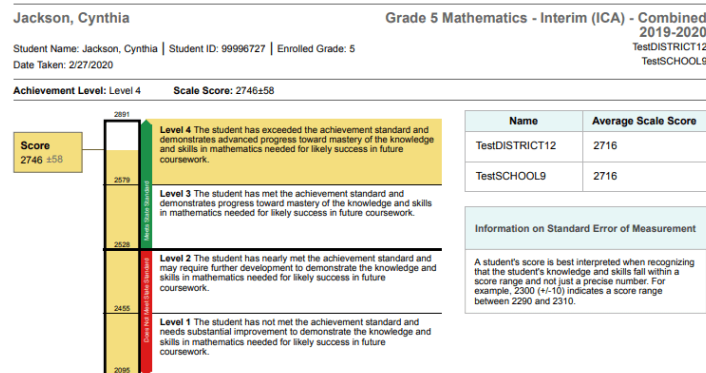 Jackson, Cynthia
Grade 5 Mathematics - Interim (ICA) - Combined
2019-2020
Student Name: Jackson, Cynthia | Student ID: 99996727 | Enrolled Grade: 5
TestDISTRICT12
Date Taken: 2/27/2020
TestSCHOOL9
Achievement Level: Level 4 Scale Score: 2746±58
Score
2746 ±58
2891
2579
2528
2455
2095
Meets State Standard
Does Not Meet State Standard
Level 4 The student has exceeded the achievement standard and
demonstrates advanced progress toward mastery of the knowledge
and skills in mathematics needed for likely success in future
coursework.
Level 3 The student has met the achievement standard and
demonstrates progress toward mastery of the knowledge and skills
in mathematics needed for likely success in future coursework.
Level 2 The student has nearly met the achievement standard and
may require further development to demonstrate the knowledge and
skills in mathematics needed for likely success in future
coursework.
Level 1 The student has not met the achievement standard and
needs substantial improvement to demonstrate the knowledge and
skills in mathematics needed for likely success in future
coursework.
Name Average Scale Score
TestDISTRICT12 2716
TestSCHOOL9 2716
Information on Standard Error of Measurement
A student's score is best interpreted when recognizing
that the student's knowledge and skills fall within a
score range and not just a precise number. For
example, 2300 (+/-10) indicates a score range
between 2290 and 2310.